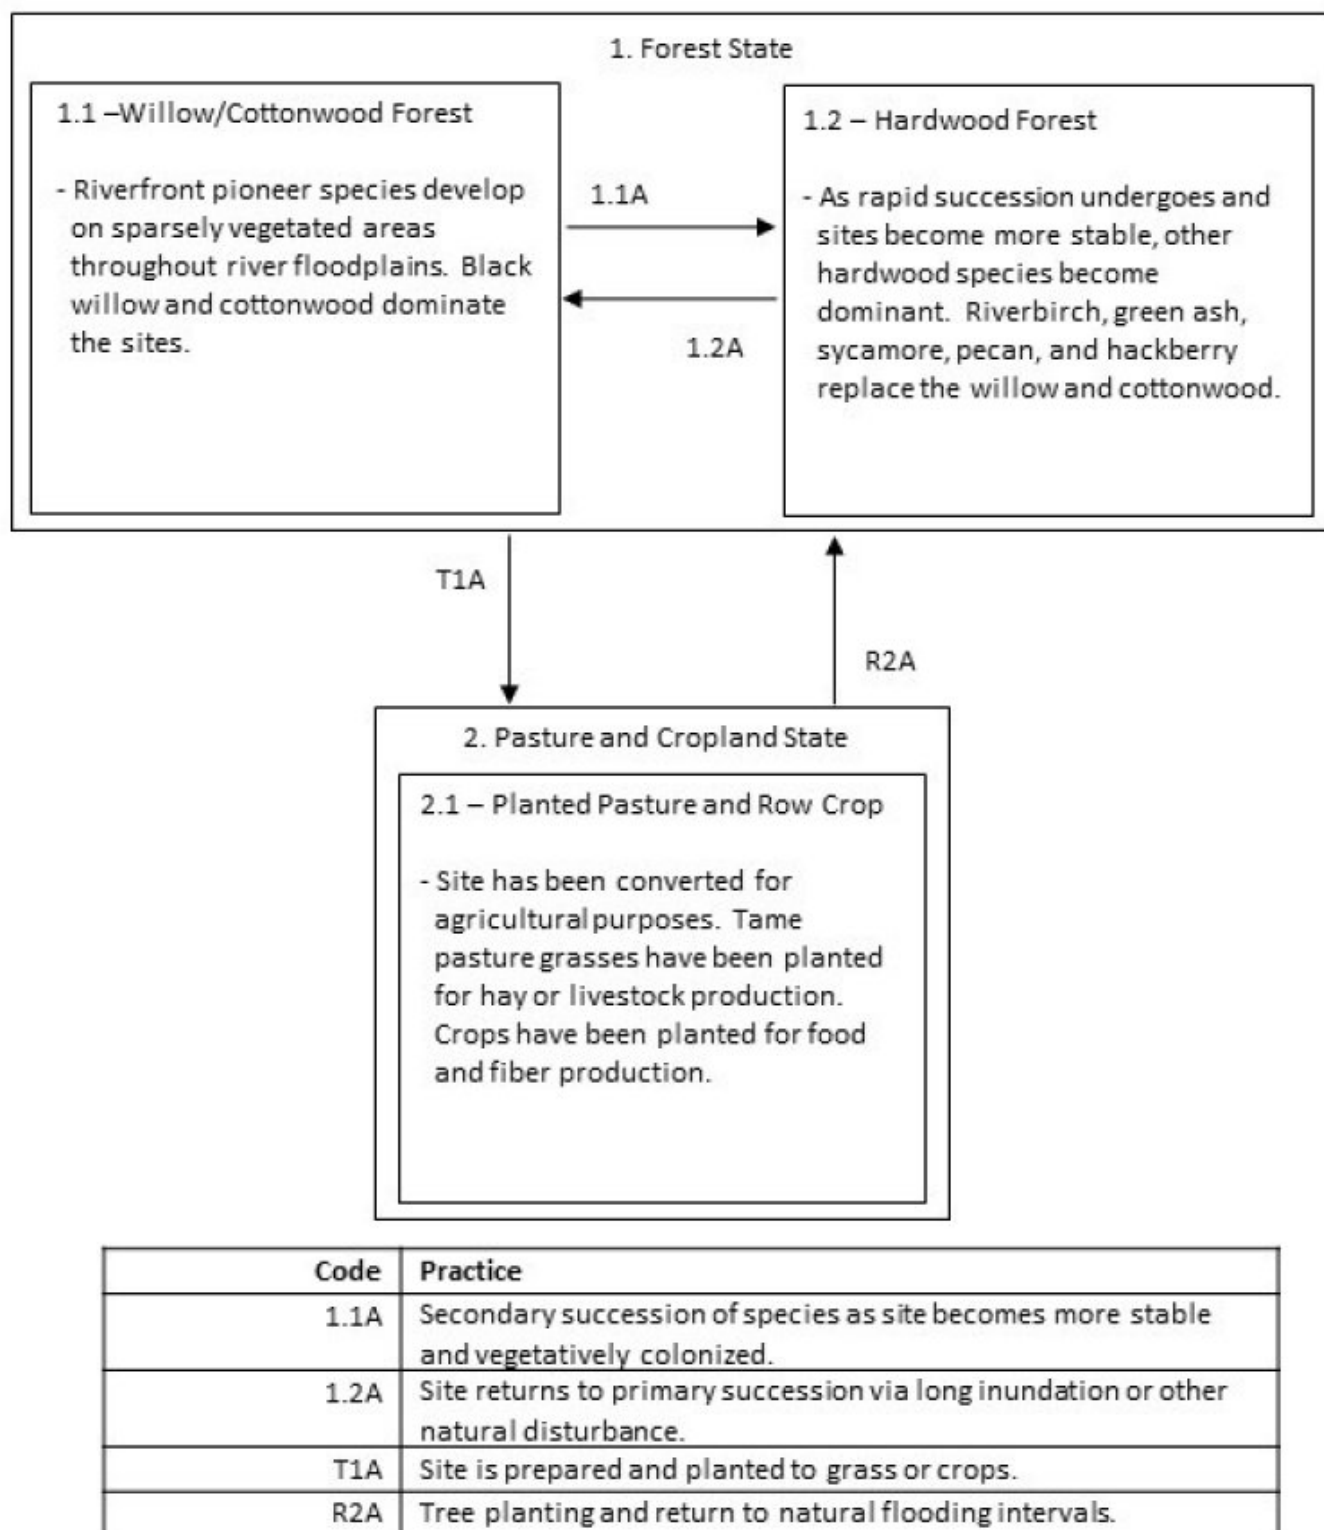 1. Forest State
1.1 –Willow/Cottonwood Forest
- Riverfront pioneer species develop
on sparsely vegetated areas
throughout river floodplains. Black
willow and cottonwood dominate
the sites.
1.1A
1.2A
1.2 – Hardwood Forest
- As rapid succession undergoes and
sites become more stable, other
hardwood species become
dominant. Riverbirch, green ash,
sycamore, pecan, and hackberry
replace the willow and cottonwood.
T1A
R2A
2. Pasture and Cropland State
2.1 – Planted Pasture and Row Crop
- Site has been converted for
agricultural purposes. Tame
pasture grasses have been planted
for hay or livestock production.
Crops have been planted for food
and fiber production.
Code Practice
1.1A Secondary succession of species as site becomes more stable
and vegetatively colonized.
1.2A Site returns to primary succession via long inundation or other
natural disturbance.
T1A Site is prepared and planted to grass or crops.
R2A Tree planting and return to natural flooding intervals.